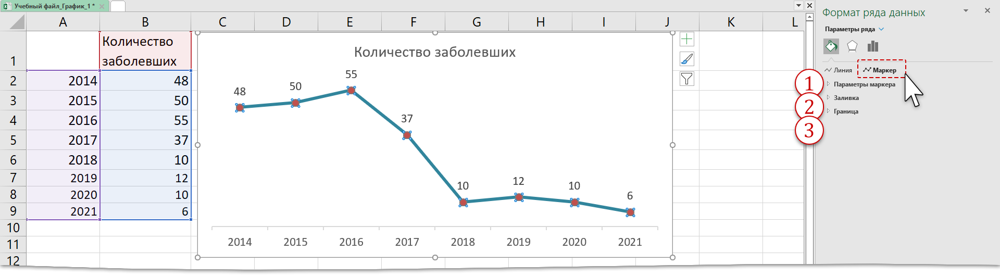 Учебный файл_График_1 *
A B C D E F G H I J K L
1 Количество
заболевших
2 2014 48
3 2015 50
4 2016 55
5 2017 37
6 2018 10
7 2019 12
8 2020 10
9 2021 6
10
11
12
Количество заболевших
48 50 55 37 10 12 10 6
2014 2015 2016 2017 2018 2019 2020 2021
Формат ряда данных
Параметры ряда
Линия Маркер
1 Параметры маркера
2 Заливка
3 Граница